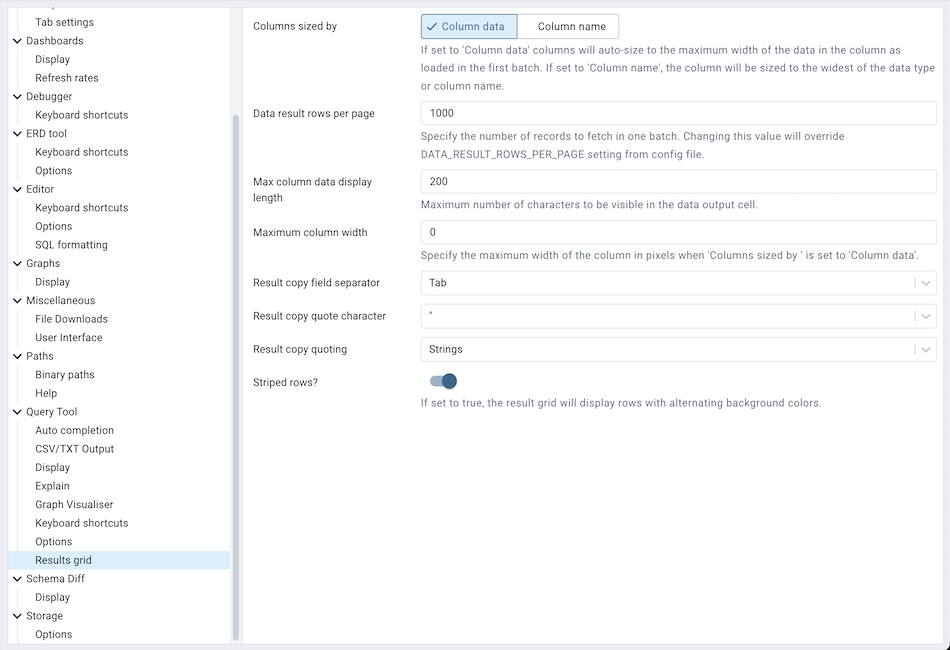 Tab settings
Dashboards
Display
Refresh rates
Debugger
Keyboard shortcuts
ERD tool
Keyboard shortcuts
Options
Editor
Keyboard shortcuts
Options
SQL formatting
Graphs
Display
Miscellaneous
File Downloads
User Interface
Paths
Binary paths
Help
Query Tool
Auto completion
CSV/TXT Output
Display
Explain
Graph Visualiser
Keyboard shortcuts
Options
Results grid
Schema Diff
Display
Storage
Options
Columns sized by
Column data Column name
If set to 'Column data' columns will auto-size to the maximum width of the data in the column as
loaded in the first batch. If set to 'Column name', the column will be sized to the widest of the data type
or column name.
Data result rows per page
1000
Specify the number of records to fetch in one batch. Changing this value will override
DATA_RESULT_ROWS_PER_PAGE setting from config file.
Max column data display
length
200
Maximum number of characters to be visible in the data output cell.
Maximum column width
0
Specify the maximum width of the column in pixels when 'Columns sized by ' is set to 'Column data'.
Result copy field separator
Tab
Result copy quote character
"
Result copy quoting
Strings
Striped rows?
If set to true, the result grid will display rows with alternating background colors.